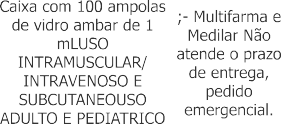 Caixa com 100 ampolas
de vidro ambar de 1
mLUSO
INTRAMUSCULAR/
INTRAVENOSO E
SUBCUTANEOUSO
ADULTO E PEDIATRICO
;- Multifarma e
Medilar Não
atende o prazo
de entrega,
pedido
emergencial.